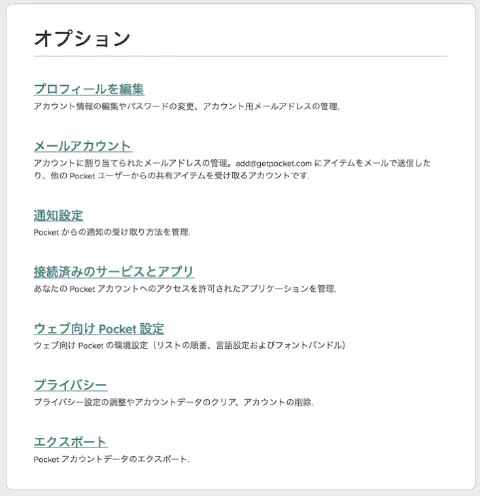 オプション
プロフィールを編集
アカウント情報の編集やパスワードの変更、アカウント用メールアドレスの管理.
メールアカウント
アカウントに割り当てられたメールアドレスの管理。add@getpocket.com にアイテムをメールで送信した
り、他の Pocket ユーザーからの共有アイテムを受け取るアカウントです.
通知設定
Pocket からの通知の受け取り方法を管理.
接続済みのサービスとアプリ
あなたの Pocket アカウントへのアクセスを許可されたアプリケーションを管理.
ウェブ向け Pocket 設定
ウェブ向け Pocket の環境設定（リストの順番、言語設定およびフォントバンドル）
プライバシー
プライバシー設定の調整やアカウントデータのクリア、アカウントの削除.
エクスポート
Pocket アカウントデータのエクスポート.